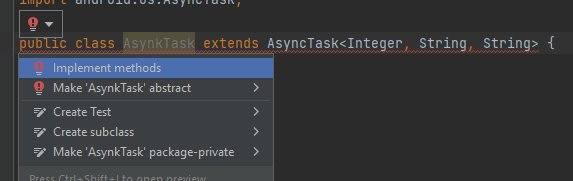 import android.os.AsyncTask;
public class AsynkTask extends AsyncTask<Integer, String, String> {
Implement methods
Make 'AsynkTask' abstract
Create Test
Create subclass
Make 'AsynkTask' package-private
Press Ctrl+Shift+I to open preview